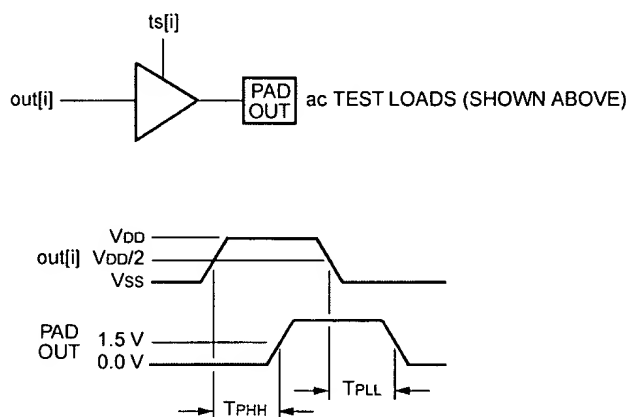 ts[i]
out[i]
PAD
OUT
ac TEST LOADS (SHOWN ABOVE)
VDD
out[i] VDD/2
VSS
PAD
OUT
1.5 V
0.0 V
TPHH
TPLL